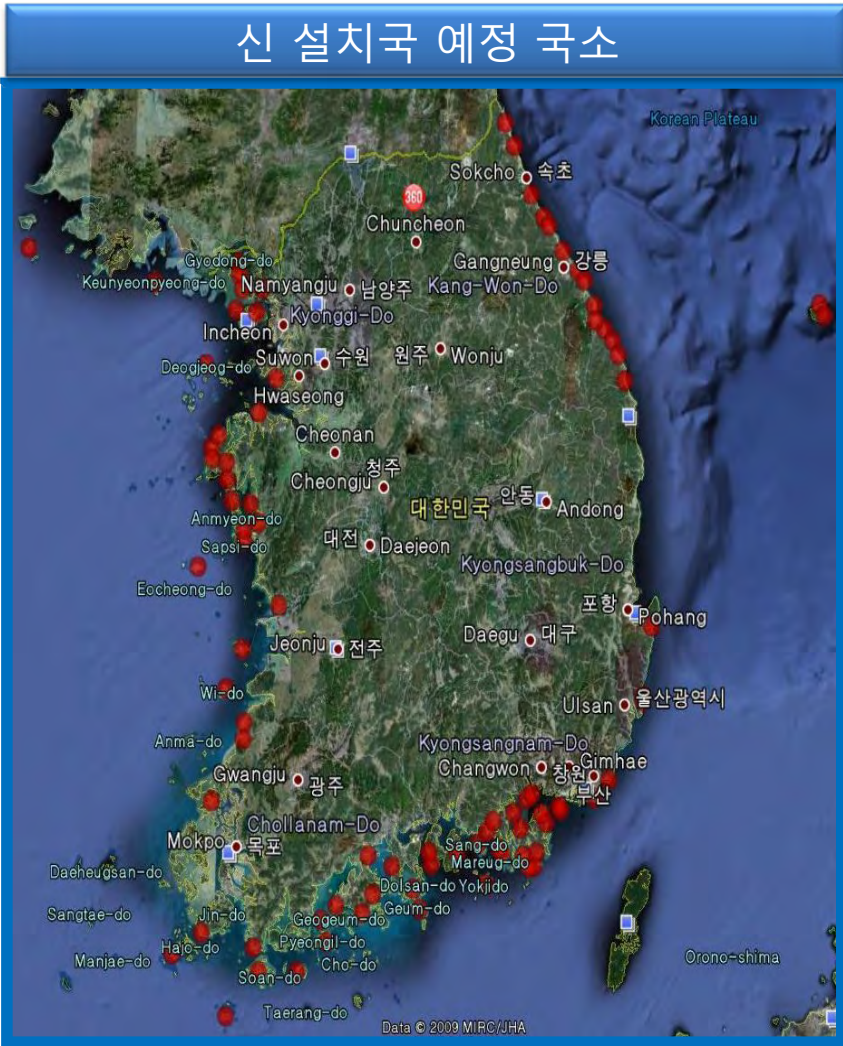 신 설치국 예정 국소
Korean Plateau
Sokcho 속초
360
Chuncheon
Gyodong-do
Gangneung 강릉
Keunyeonpyeong-do
Namyangju 남양주
Kang-Won-Do
Kyonggi-Do
Incheon
Suwon 수원
원주 Wonju
Deogjeog-do
Hwaseong
Cheonan
청주
Cheongju
대한민국
안동
Andong
Anmyeon-do
대전 Daejeon
Sapsi-do
Kyongsangbuk-Do
Eocheong-do
포항 Pohang
Jeonju 전주
Daegu 대구
Wi-do
Ulsan 울산광역시
Anma-do
Kyongsangnam-Do
Gwangju 광주
Changwon 창원
Gimhae
부산
Chollanam-Do
Mokpo 목포
Sang-do
Mareug-do
Daeheugsan-do
Dolsan-do Yokjido
Sangtae-do
Jin-do
Geogeum-do
Geum-do
Hajo-do
Pyeongil-do
Manjae-do
Cho-do
Soan-do
Orono-shima
Taerang-do
Data © 2009 MIRC/JHA